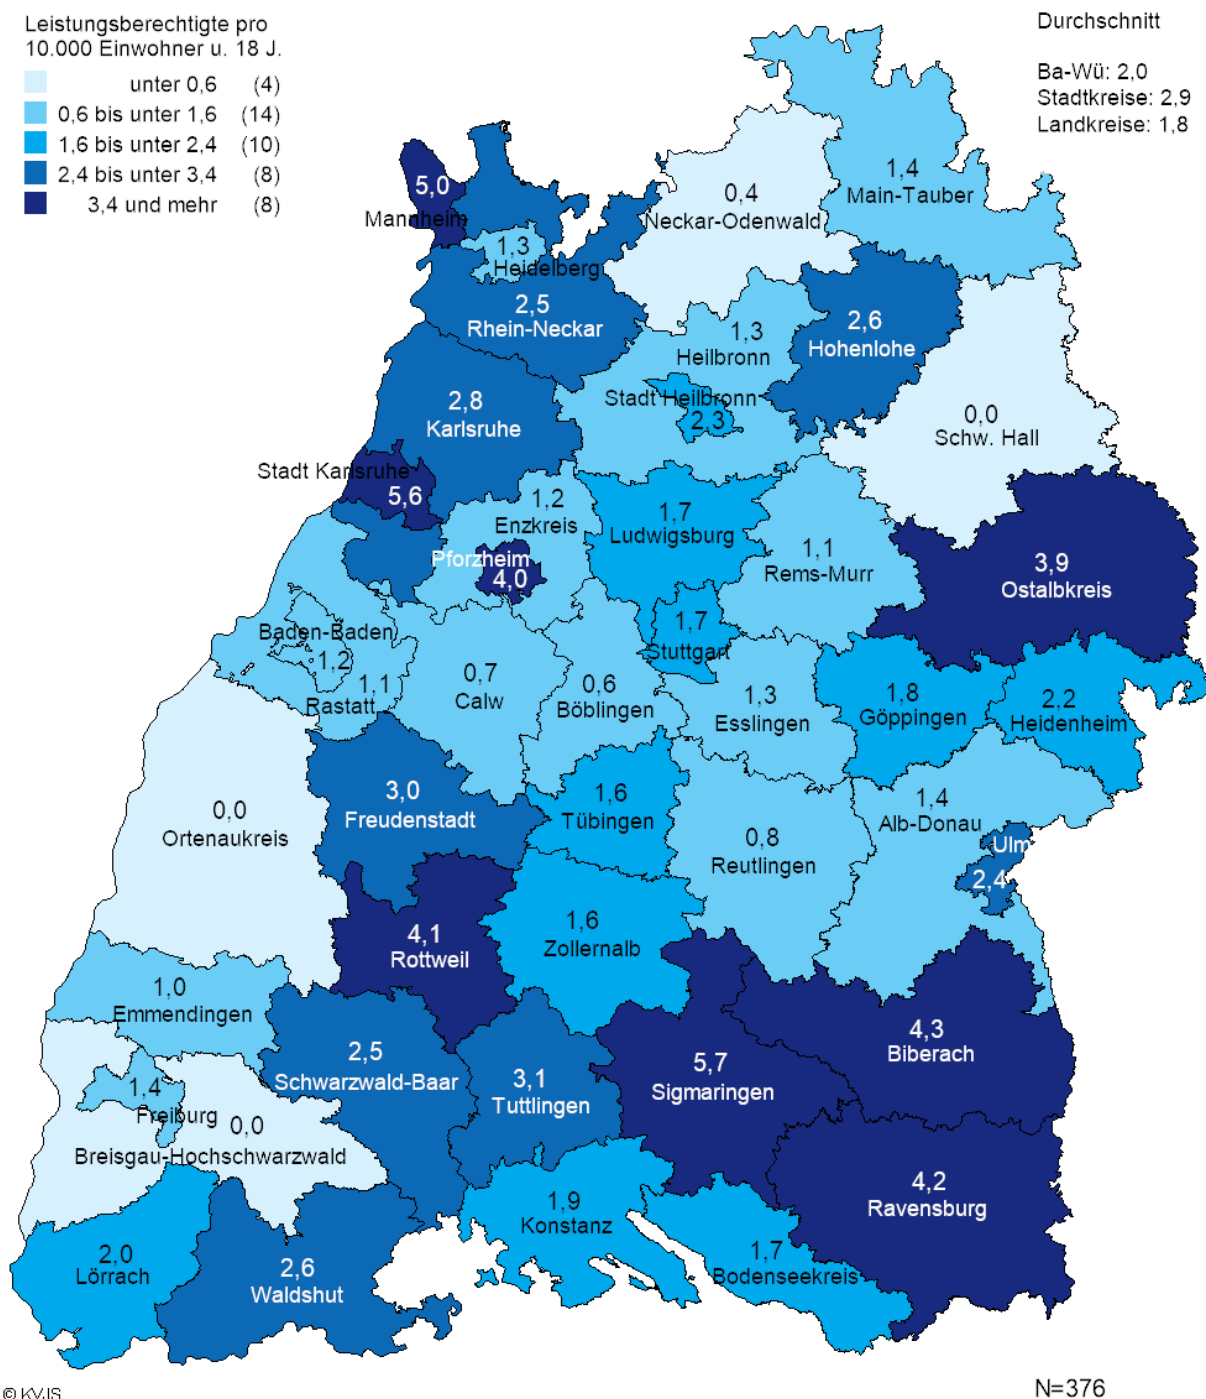 Leistungsberechtigte pro
10.000 Einwohner u. 18 J.
unter 0,6 (4)
0,6 bis unter 1,6 (14)
1,6 bis unter 2,4 (10)
2,4 bis unter 3,4 (8)
3,4 und mehr (8)
Durchschnitt
Ba-Wü: 2,0
Stadtkreise: 2,9
Landkreise: 1,8
5,0
Mannheim
0,4
Neckar-Odenwald
1,4
Main-Tauber
1,3
Heidelberg
2,5
Rhein-Neckar
1,3
Heilbronn
2,6
Hohenlohe
Stadt Heilbronn
2,3
2,8
Karlsruhe
0,0
Schw. Hall
Stadt Karlsruhe
5,6
1,2
Enzkreis
1,7
Ludwigsburg
1,1
Rems-Murr
3,9
Ostalbkreis
Pforzheim
4,0
Baden-Baden
1,2
1,1
Rastatt
0,7
Calw
0,6
Böblingen
1,7
Stuttgart
1,3
Esslingen
1,8
Göppingen
2,2
Heidenheim
0,0
Ortenaukreis
3,0
Freudenstadt
1,6
Tübingen
0,8
Reutlingen
1,4
Alb-Donau
Ulm
2,4
4,1
Rottweil
1,6
Zollernalb
1,0
Emmendingen
2,5
Schwarzwald-Baar
3,1
Tuttlingen
5,7
Sigmaringen
4,3
Biberach
1,4
Freiburg
0,0
Breisgau-Hochschwarzwald
4,2
Ravensburg
1,9
Konstanz
1,7
Bodenseekreis
2,0
Lörrach
2,6
Waldshut
© KVJS
N=376